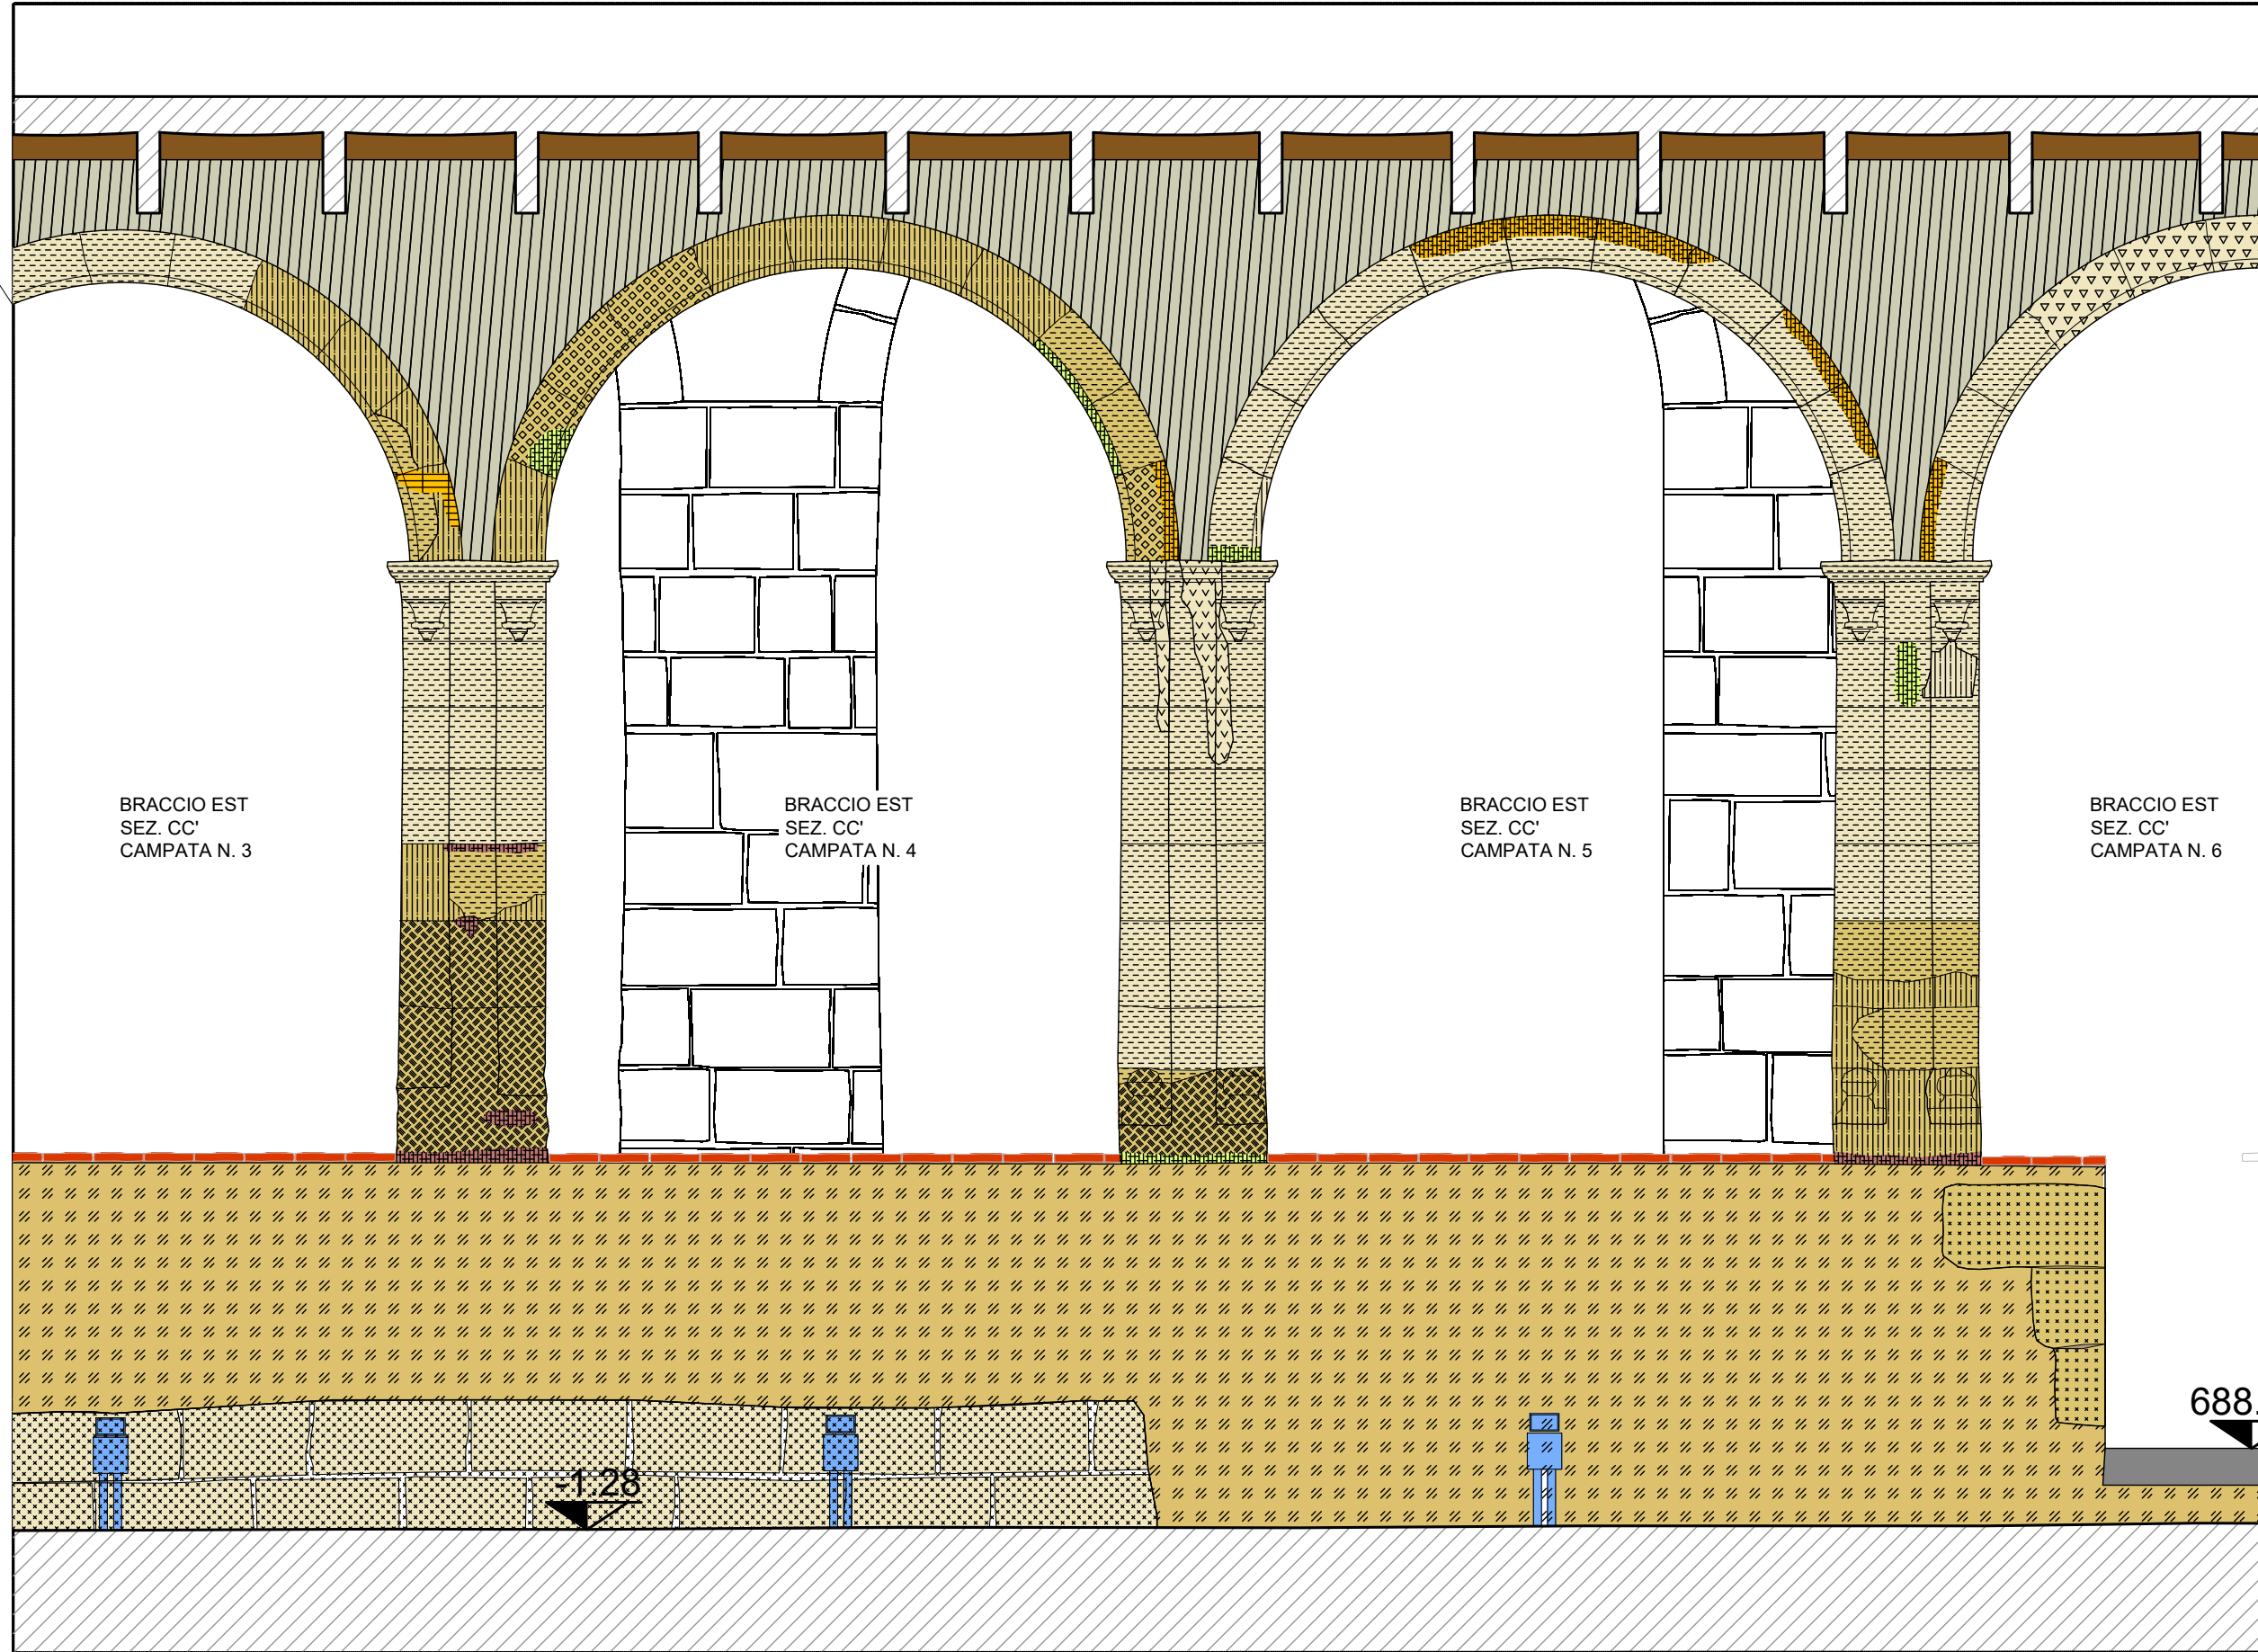 BRACCIO EST
SEZ. CC'
CAMPATA N. 3
BRACCIO EST
SEZ. CC'
CAMPATA N. 4
BRACCIO EST
SEZ. CC'
CAMPATA N. 5
BRACCIO EST
SEZ. CC'
CAMPATA N. 6
688.
-1.28